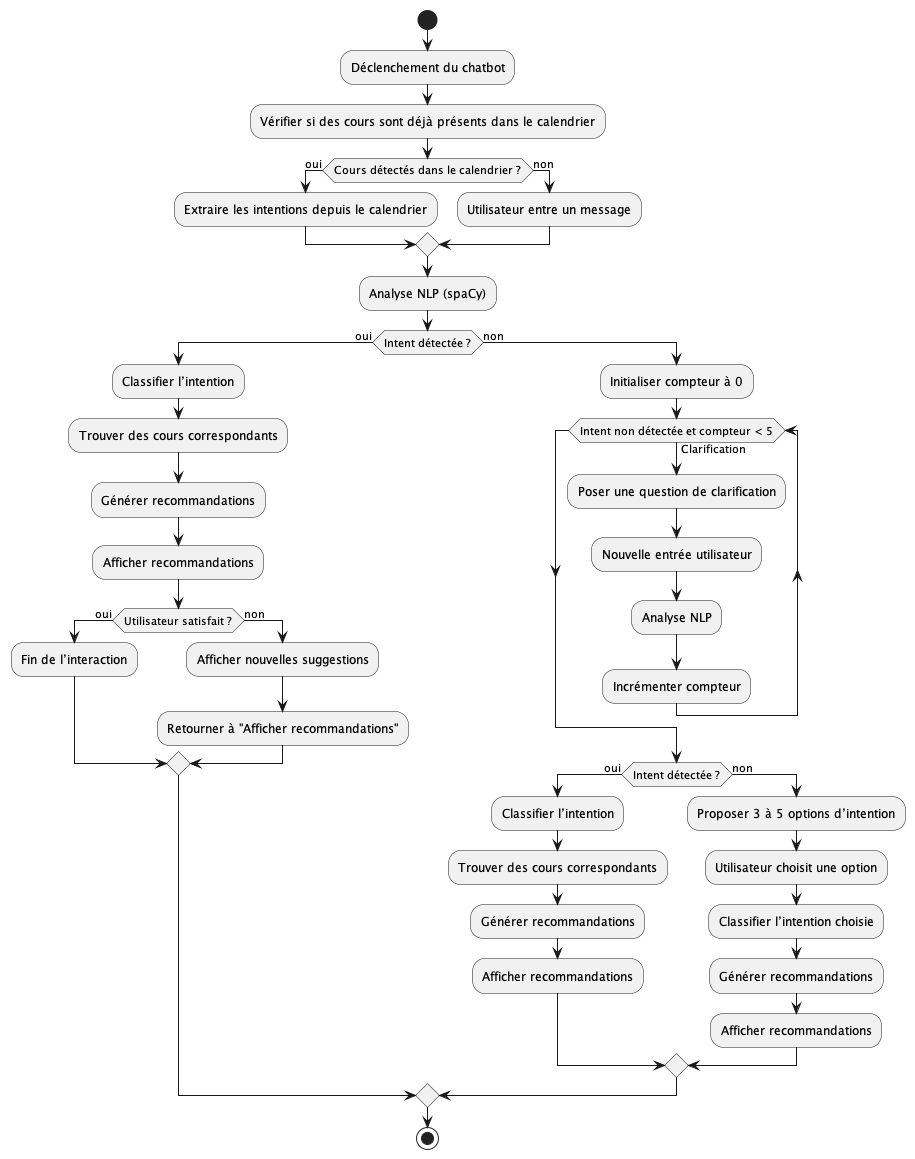 Déclenchement du chatbot
Vérifier si des cours sont déjà présents dans le calendrier
oui
Cours détectés dans le calendrier ?
non
Extraire les intentions depuis le calendrier
Utilisateur entre un message
Analyse NLP (spaCy)
oui
Intent détectée ?
non
Classifier l'intention
Trouver des cours correspondants
Générer recommandations
Afficher recommandations
oui
Utilisateur satisfait ?
non
Fin de l'interaction
Afficher nouvelles suggestions
Retourner à "Afficher recommandations"
Initialiser compteur à 0
Intent non détectée et compteur < 5
Clarification
Poser une question de clarification
Nouvelle entrée utilisateur
Analyse NLP
Incrémenter compteur
oui
Intent détectée ?
non
Classifier l'intention
Trouver des cours correspondants
Générer recommandations
Afficher recommandations
Proposer 3 à 5 options d'intention
Utilisateur choisit une option
Classifier l'intention choisie
Générer recommandations
Afficher recommandations